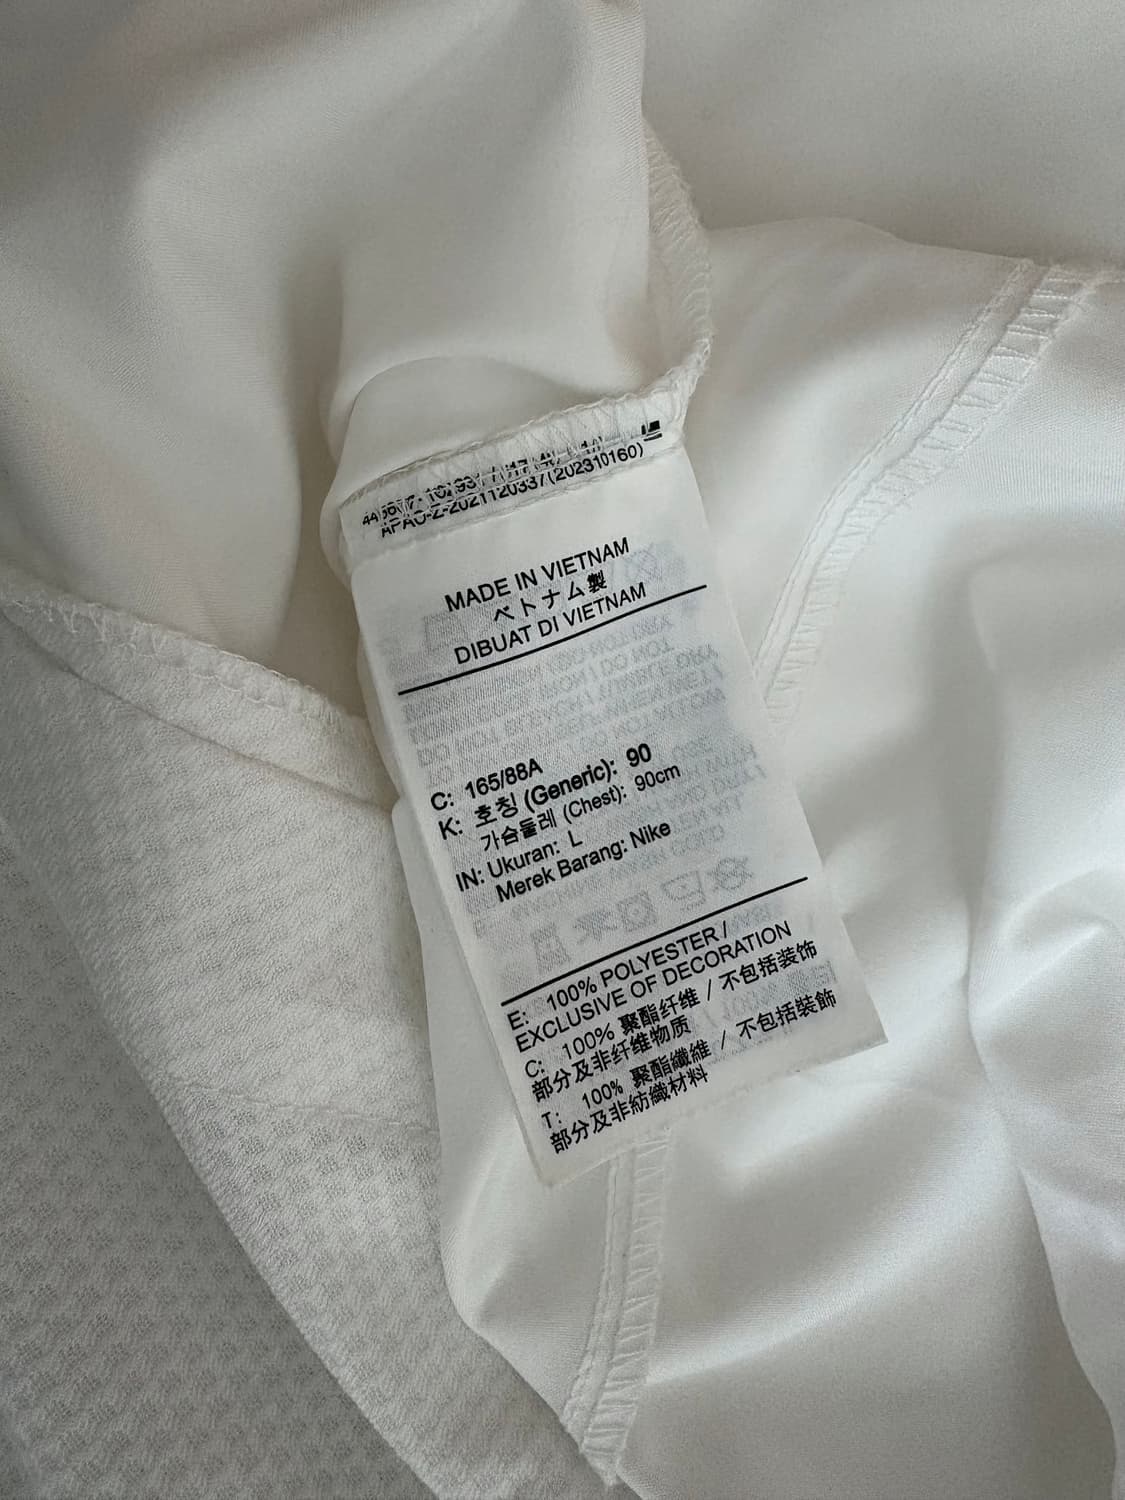 APAC-Z-2021120337(202310160)
MADE IN VIETNAM
ベトナム製
DIBUAT DI VIETNAM
C: 165/88A
K: 호칭 (Generic): 90
가슴둘레 (Chest): 90cm
IN: Ukuran: L
Merek Barang: Nike
E: 100% POLYESTER /
EXCLUSIVE OF DECORATION
C: 100% 聚酯纤维 / 不包括装饰
部分及非纤维物质
T: 100% 聚酯纖維 / 不包括裝飾
部分及非紡織材料